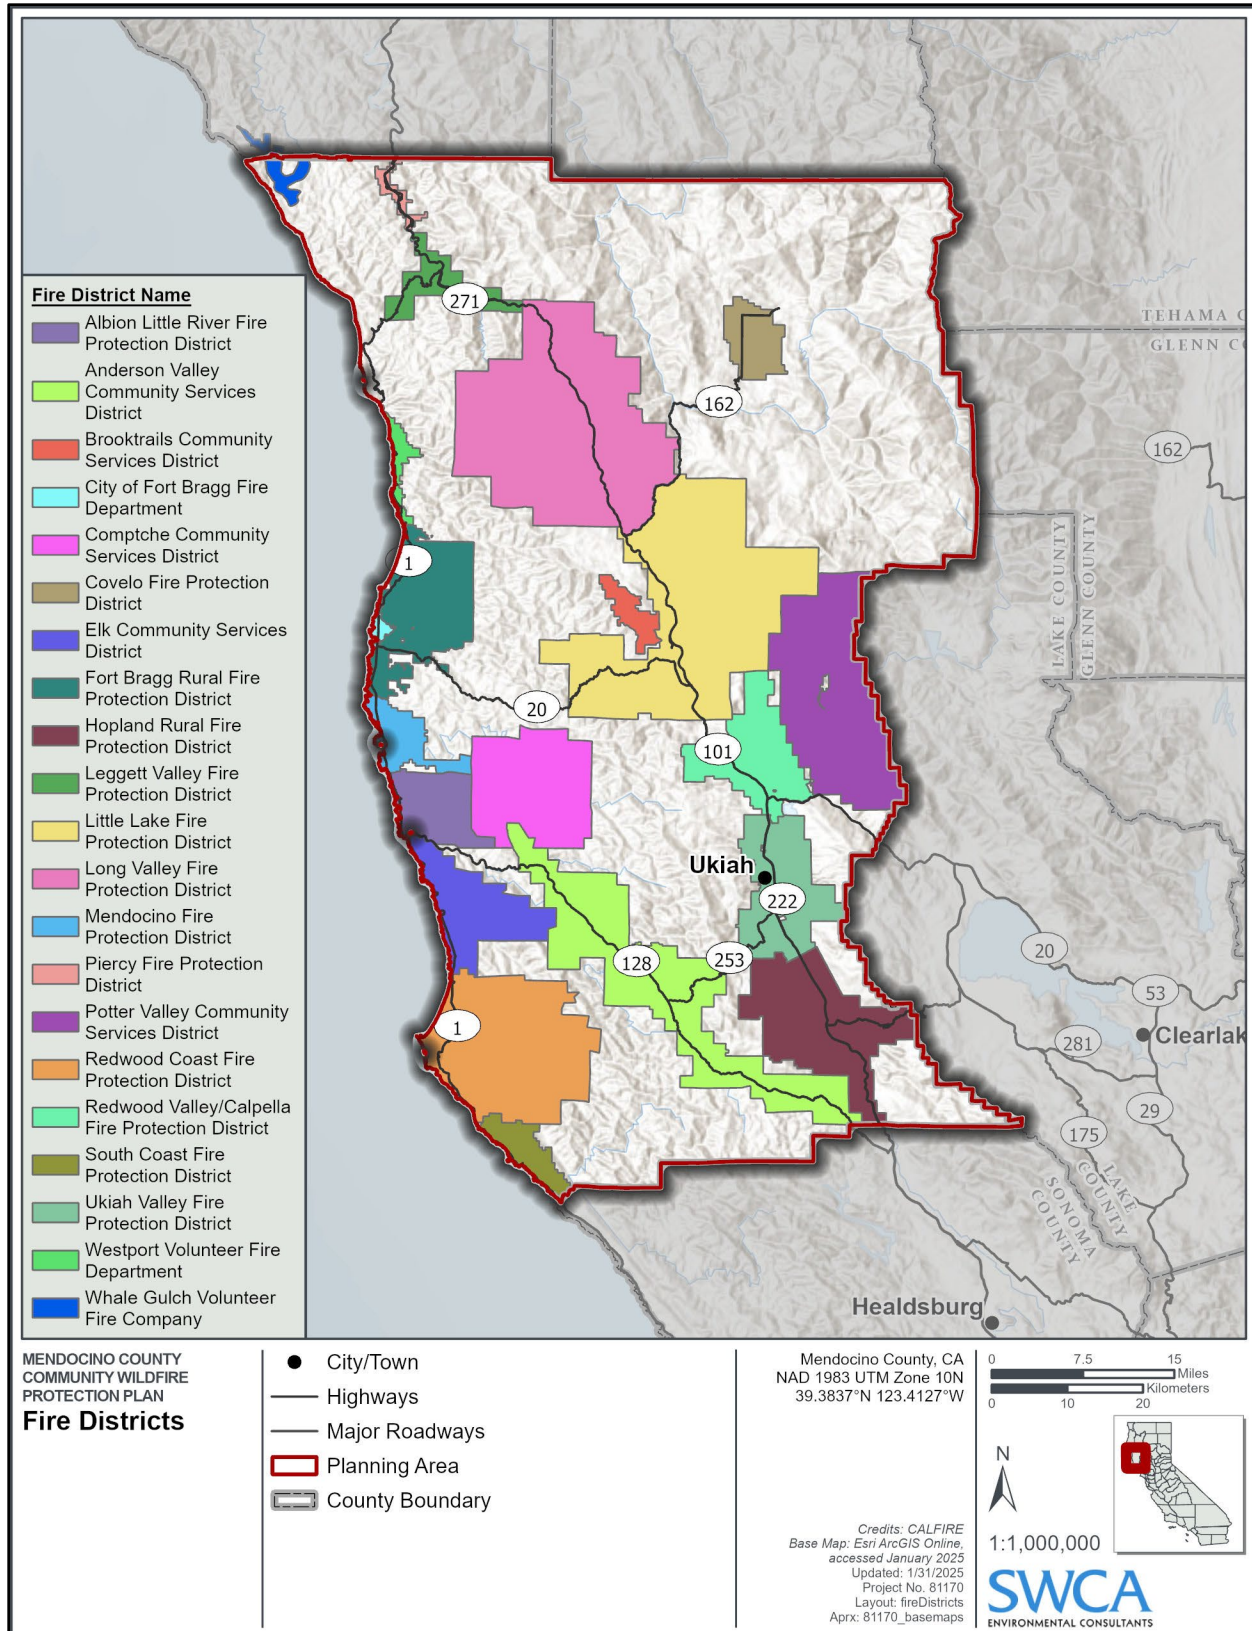 TEHAMA C
GLENN CO
271
162
162
LAKE COUNTY
GLENN COUNTY
1
20
101
Ukiah
222
128
253
1
20
53
Clearlak
281
29
175
LAKE
COUNTY
SONOMA
COUNTY
Healdsburg
Fire District Name
Albion Little River Fire
Protection District
Anderson Valley
Community Services
District
Brooktrails Community
Services District
City of Fort Bragg Fire
Department
Comptche Community
Services District
Covelo Fire Protection
District
Elk Community Services
District
Fort Bragg Rural Fire
Protection District
Hopland Rural Fire
Protection District
Leggett Valley Fire
Protection District
Little Lake Fire
Protection District
Long Valley Fire
Protection District
Mendocino Fire
Protection District
Piercy Fire Protection
District
Potter Valley Community
Services District
Redwood Coast Fire
Protection District
Redwood Valley/Calpella
Fire Protection District
South Coast Fire
Protection District
Ukiah Valley Fire
Protection District
Westport Volunteer Fire
Department
Whale Gulch Volunteer
Fire Company
MENDOCINO COUNTY
COMMUNITY WILDFIRE
PROTECTION PLAN
Fire Districts
City/Town
Highways
Major Roadways
Planning Area
County Boundary
Mendocino County, CA
NAD 1983 UTM Zone 10N
39.3837°N 123.4127°W
Credits: CALFIRE
Base Map: Esri ArcGIS Online,
accessed January 2025
Updated: 1/31/2025
Project No. 81170
Layout: fireDistricts
Aprx: 81170_basemaps
0 7.5 15
Miles
Kilometers
0 10 20
N
1:1,000,000
SWCA
ENVIRONMENTAL CONSULTANTS